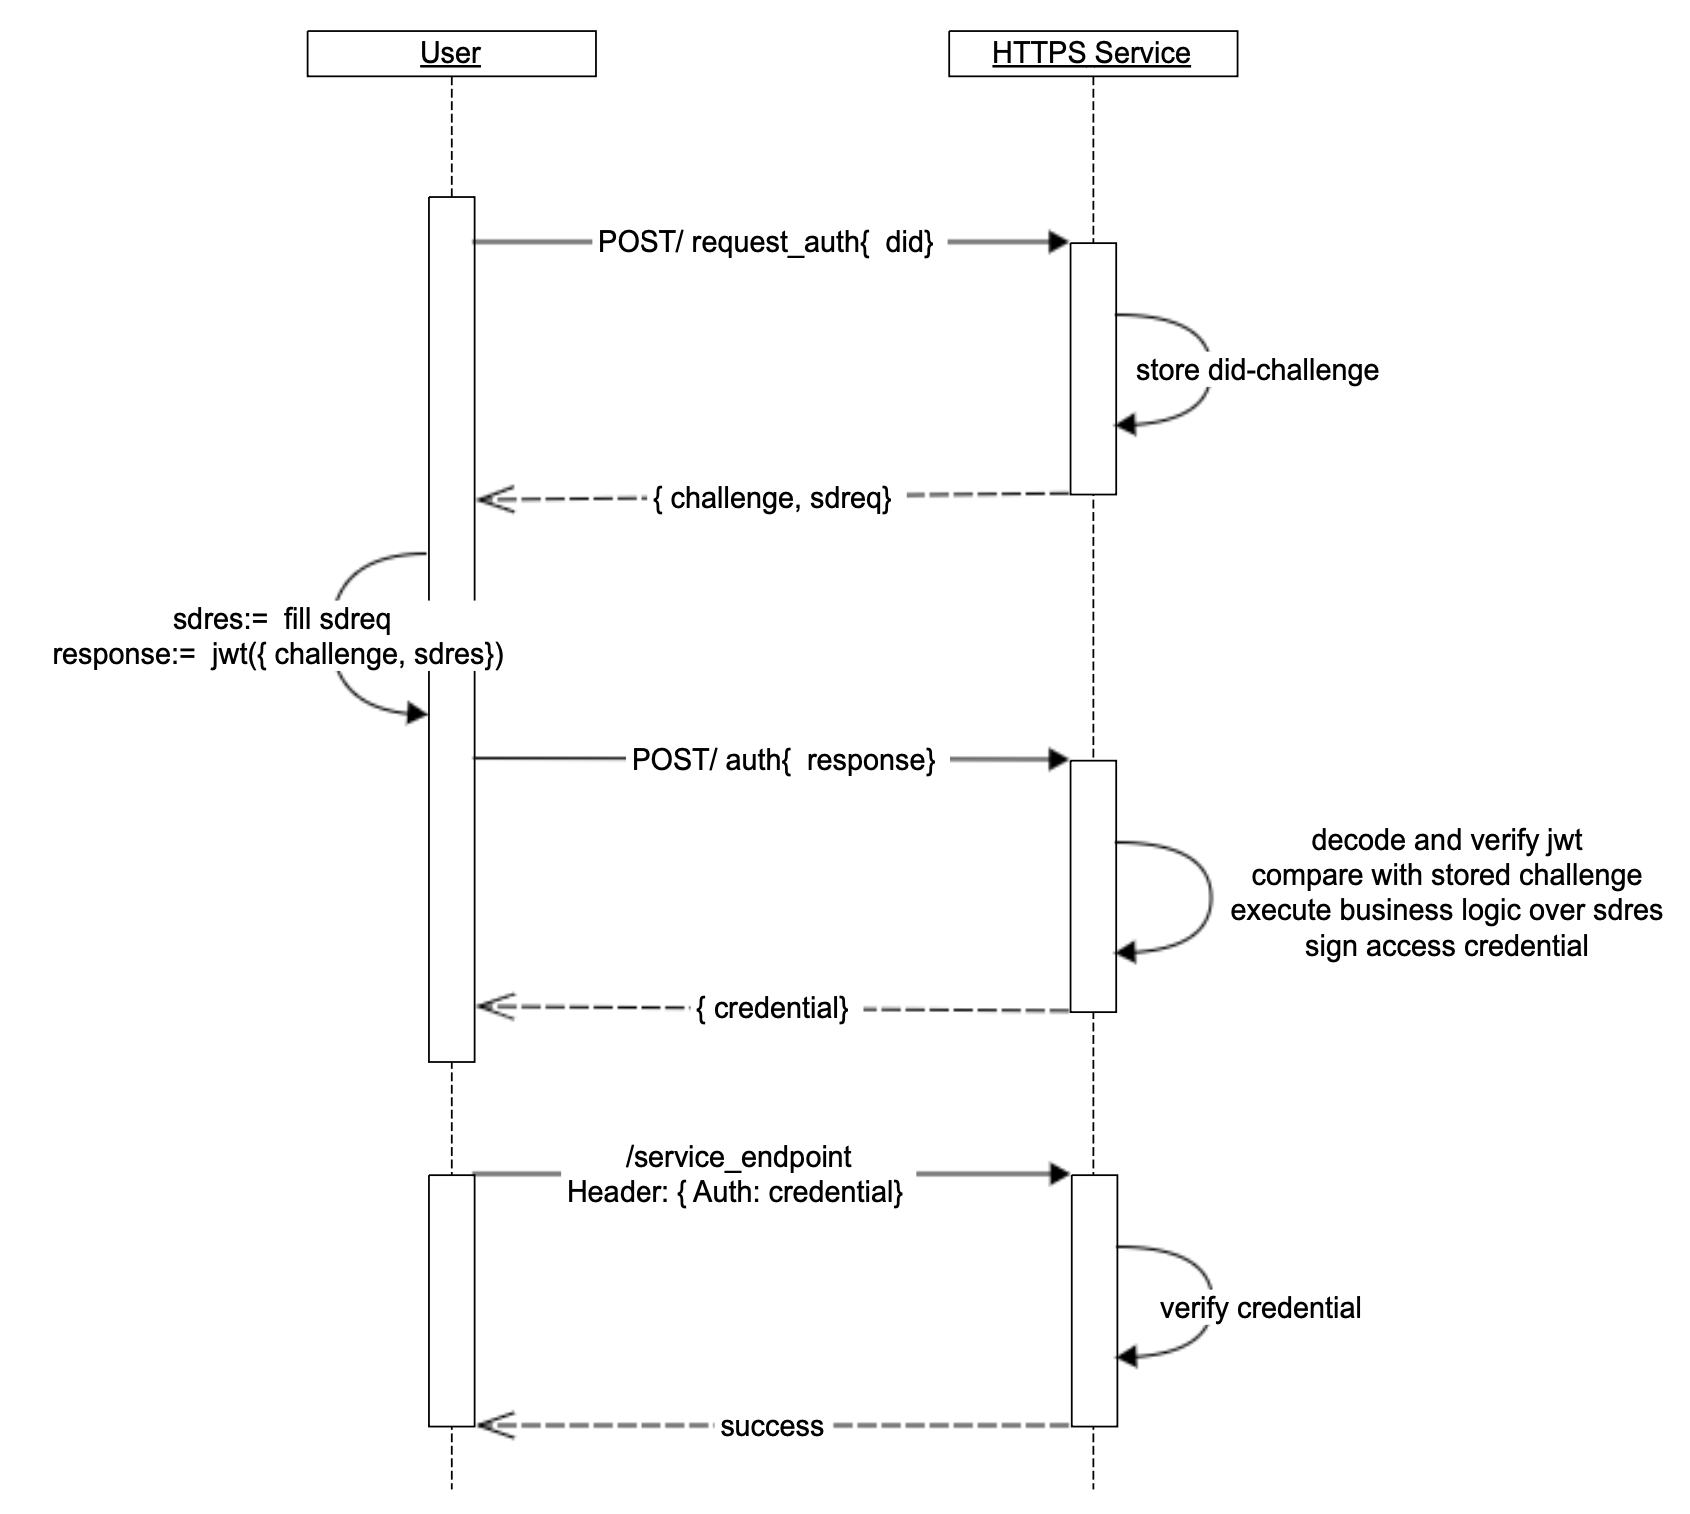 User
HTTPS Service
POST/ request_auth{ did}
store did-challenge
{ challenge, sdreq}
sdres:= fill sdreq
response:= jwt({ challenge, sdres})
POST/ auth{ response}
decode and verify jwt
compare with stored challenge
execute business logic over sdres
sign access credential
{ credential}
/service_endpoint
Header: { Auth: credential}
verify credential
success